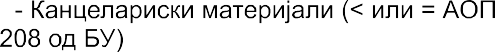 - Канцелариски материјали (< или = АОП
208 од БУ)